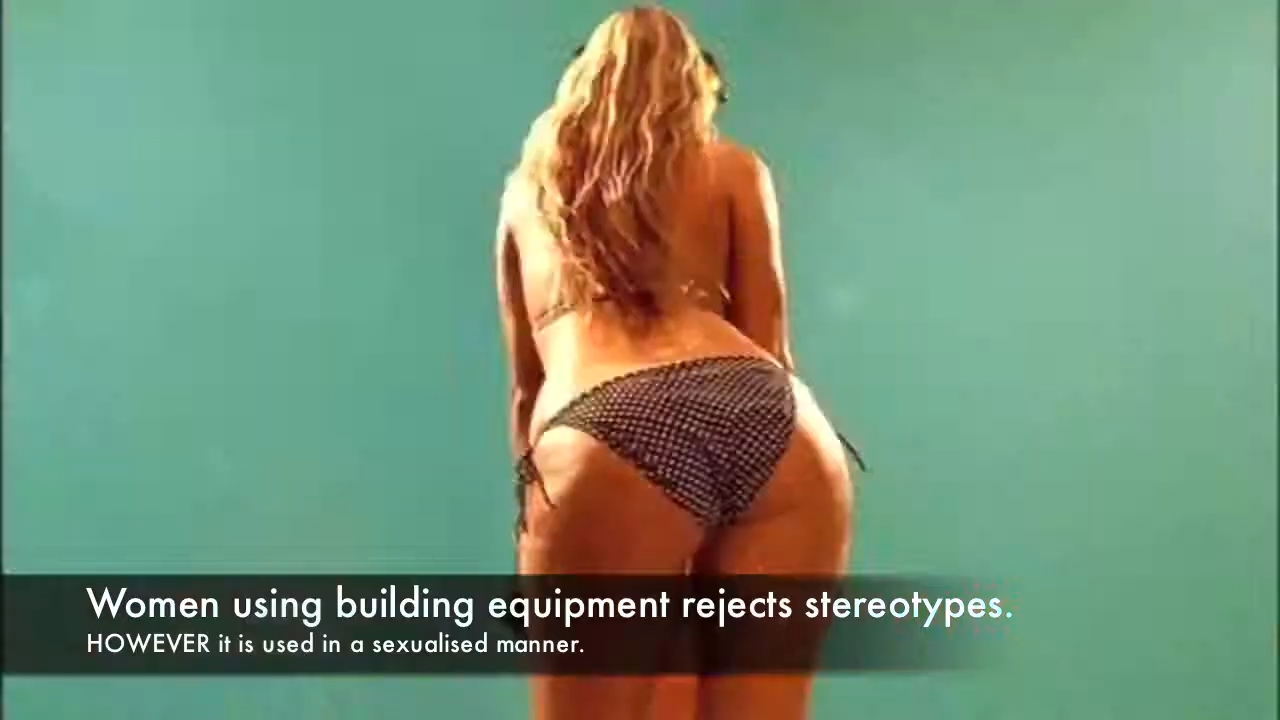 Women using building equipment rejects stereotypes.
HOWEVER it is used in a sexualised manner.